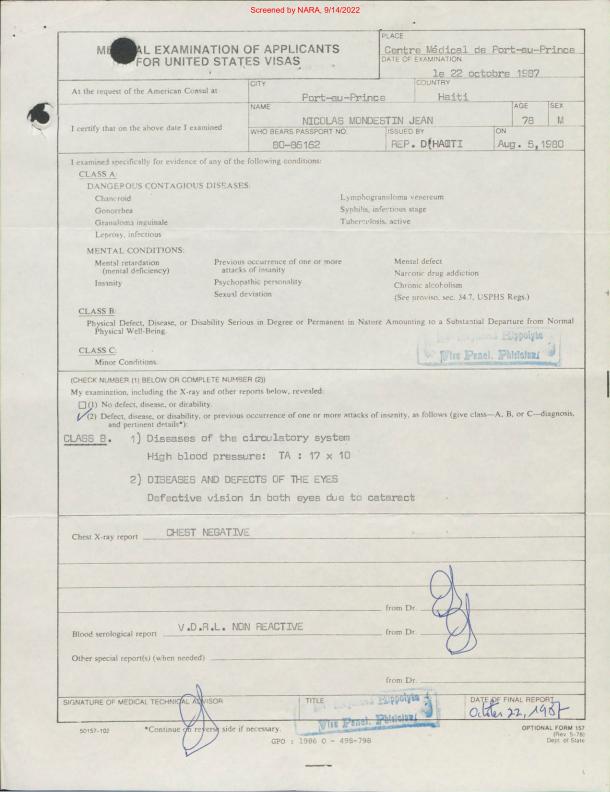 Screened by NARA, 9/14/2022
MEDICAL EXAMINATION OF APPLICANTS
FOR UNITED STATES VISAS
PLACE
Centre Médical de Port-au-Prince
DATE OF EXAMINATION
le 22 octobre 1987
At the request of the American Consul at
CITY
Port-au-Prince
COUNTRY
Haiti
I certify that on the above date I examined
NAME
NICOLAS MONDESTIN JEAN
AGE
78
SEX
M
WHO BEARS PASSPORT NO.
80-86162
ISSUED BY
REP. D'HAITI
ON
Aug. 5, 1980
I examined specifically for evidence of any of the following conditions:
CLASS A:
DANGEROUS CONTAGIOUS DISEASES:
Chancroid
Gonorrhea
Granuloma inguinale
Leprosy, infectious
Lymphogranuloma venereum
Syphilis, infectious stage
Tuberculosis, active
MENTAL CONDITIONS:
Mental retardation
(mental deficiency)
Insanity
Previous occurrence of one or more
attacks of insanity
Psychopathic personality
Sexual deviation
Mental defect
Narcotic drug addiction
Chronic alcoholism
(See proviso, sec. 34.7, USPHS Regs.)
CLASS B:
Physical Defect, Disease, or Disability Serious in Degree or Permanent in Nature Amounting to a Substantial Departure from Normal
Physical Well-Being.
CLASS C:
Minor Conditions.
Hippolyte
Visa Panel. Phisician
(CHECK NUMBER (1) BELOW OR COMPLETE NUMBER (2))
My examination, including the X-ray and other reports below, revealed:
(1) No defect, disease, or disability.
(2) Defect, disease, or disability, or previous occurrence of one or more attacks of insanity, as follows (give class—A, B, or C—diagnosis,
and pertinent details*):
CLASS B. 1) Diseases of the circulatory system
High blood pressure: TA : 17 x 10
2) DISEASES AND DEFECTS OF THE EYES
Defective vision in both eyes due to cataract
Chest X-ray report CHEST NEGATIVE
from Dr.
Blood serological report V.D.R.L. NON REACTIVE
from Dr.
Other special report(s) (when needed)
from Dr.
SIGNATURE OF MEDICAL TECHNICAL ADVISOR
TITLE
Hippolyte
Visa Panel. Phisician
DATE OF FINAL REPORT
October 22, 1987
50157-102
*Continue on reverse side if necessary.
GPO : 1986 O - 498-798
OPTIONAL FORM 157
(Rev. 5-78)
Dept. of State